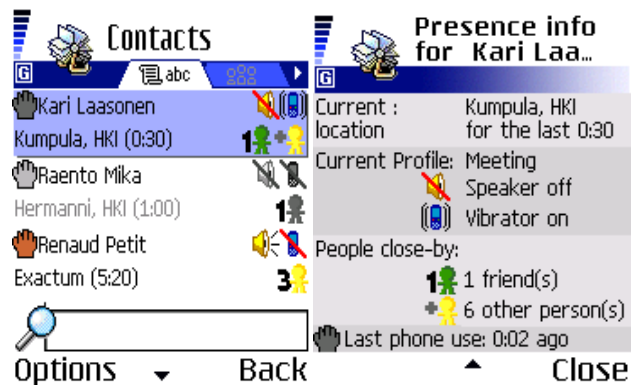 Contacts
G
abc
Kari Laasonen
Kumpula, HKI (0:30) 1
Raento Mika
Hermanni, HKI (1:00) 1
Renaud Petit
Exactum (5:20) 3
Options Back
Presence info
for Kari Laa...
G
Current : Kumpula, HKI
location for the last 0:30
Current Profile: Meeting
Speaker off
Vibrator on
People close-by:
1 1 friend(s)
+ 6 other person(s)
Last phone use: 0:02 ago
Close